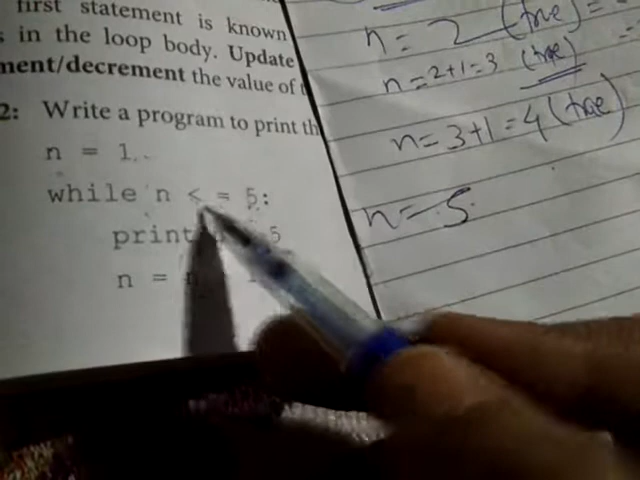 first statement is known
in the loop body. Update
ment/decrement the value of
2: Write a program to print th
n = 1
while n < = 5:
print 5
n =
n = 2 (true) =
n = 2+1 = 3 (true)
n = 3+1 = 4 (true)
n = 5